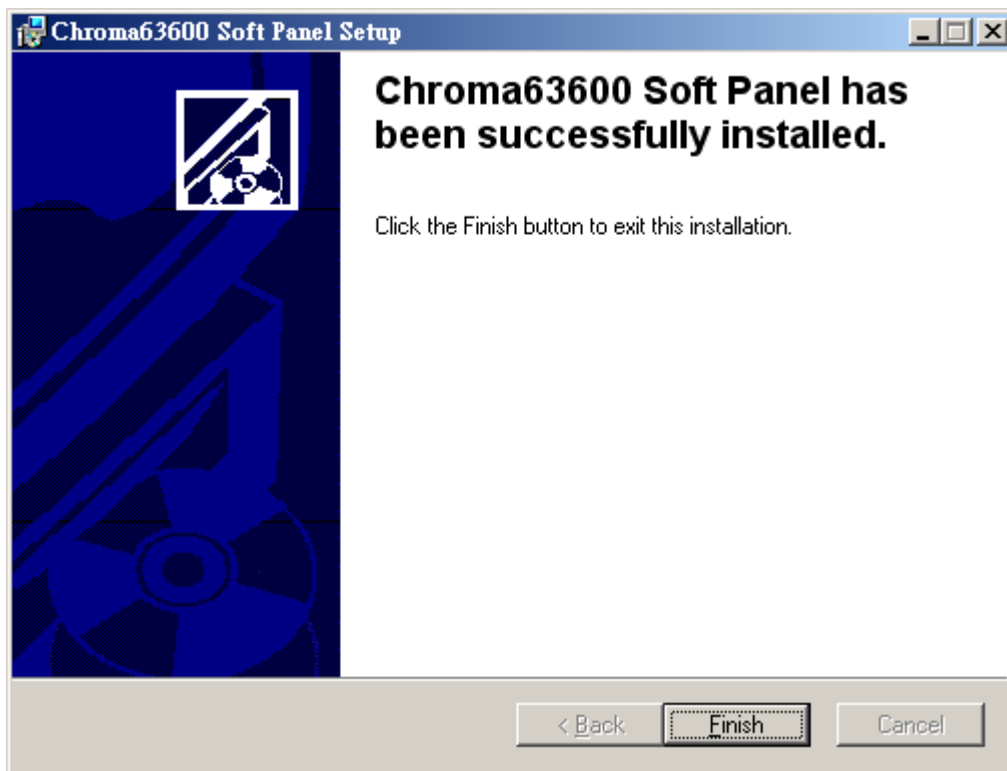 Chroma63600 Soft Panel Setup
Chroma63600 Soft Panel has
been successfully installed.
Click the Finish button to exit this installation.
< Back
Finish
Cancel